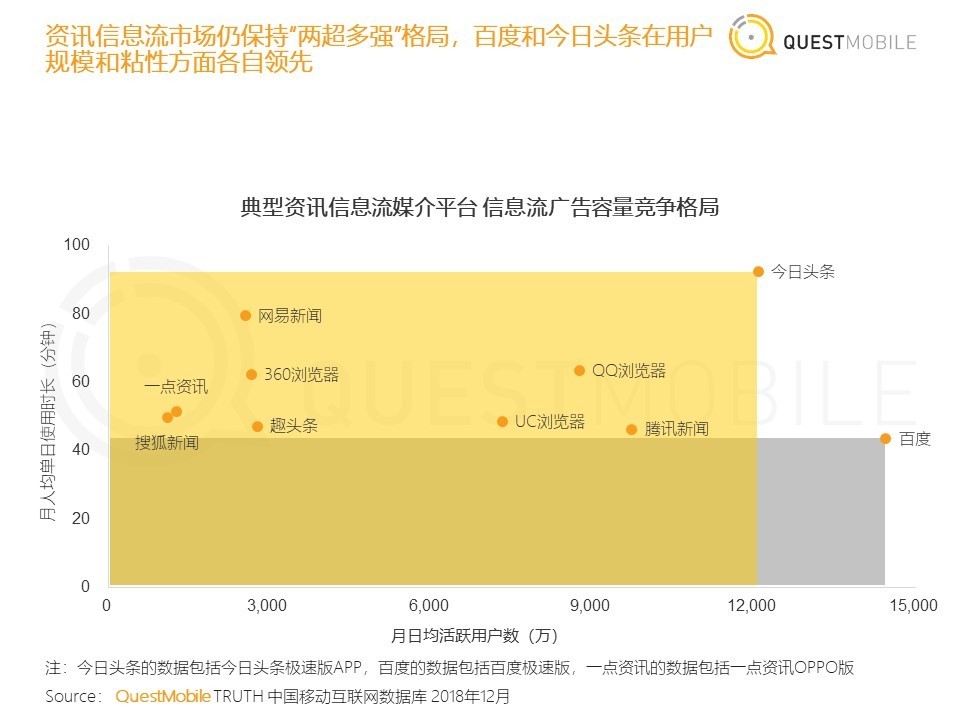 资讯信息流市场仍保持“两超多强”格局，百度和今日头条在用户
规模和粘性方面各自领先
QUESTMOBILE
典型资讯信息流媒介平台 信息流广告容量竞争格局
月人均单日使用时长（分钟）
100
80
60
40
20
0
今日头条
网易新闻
360浏览器
QQ浏览器
一点资讯
趣头条
UC浏览器
腾讯新闻
搜狐新闻
百度
QUESTMOBILE
0 3,000 6,000 9,000 12,000 15,000
月日均活跃用户数（万）
注：今日头条的数据包括今日头条极速版APP，百度的数据包括百度极速版，一点资讯的数据包括一点资讯OPPO版
Source： QuestMobile TRUTH 中国移动互联网数据库 2018年12月